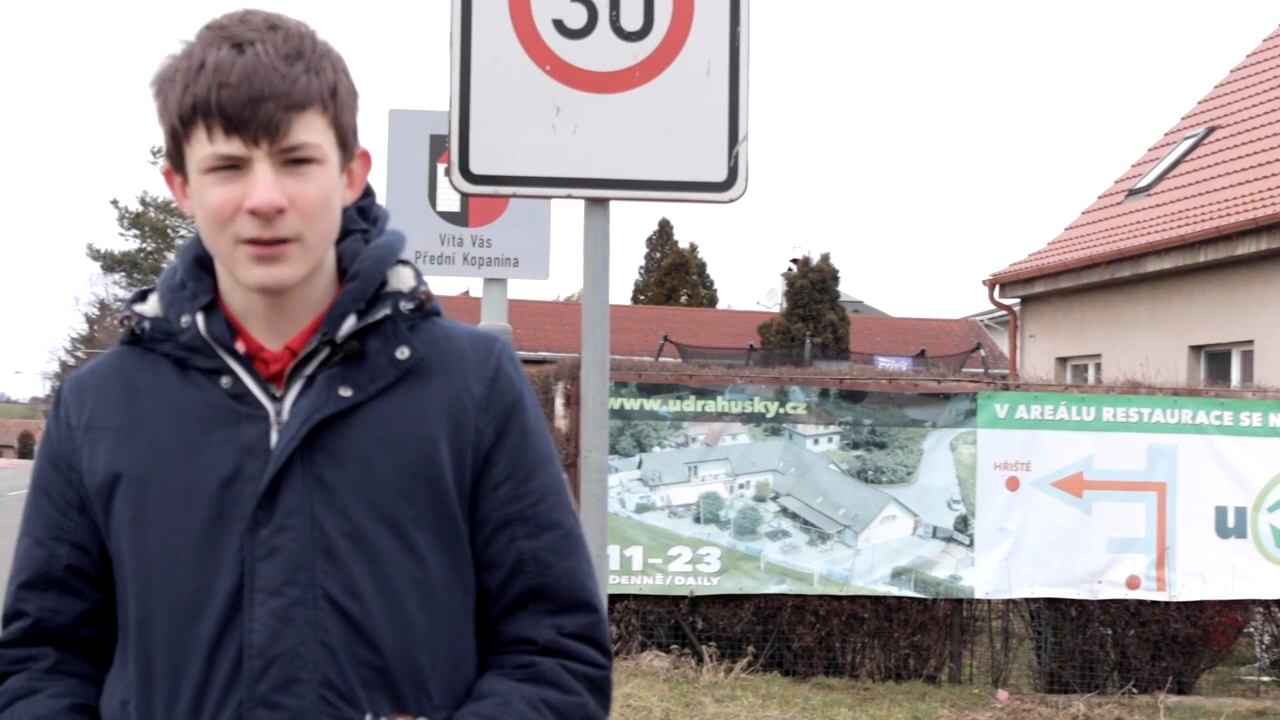 30
Vítá Vás
Přední Kopanina
www.udrahusky.cz
11-23
DENNĚ/DAILY
V AREÁLU RESTAURACE SE
HŘIŠTĚ